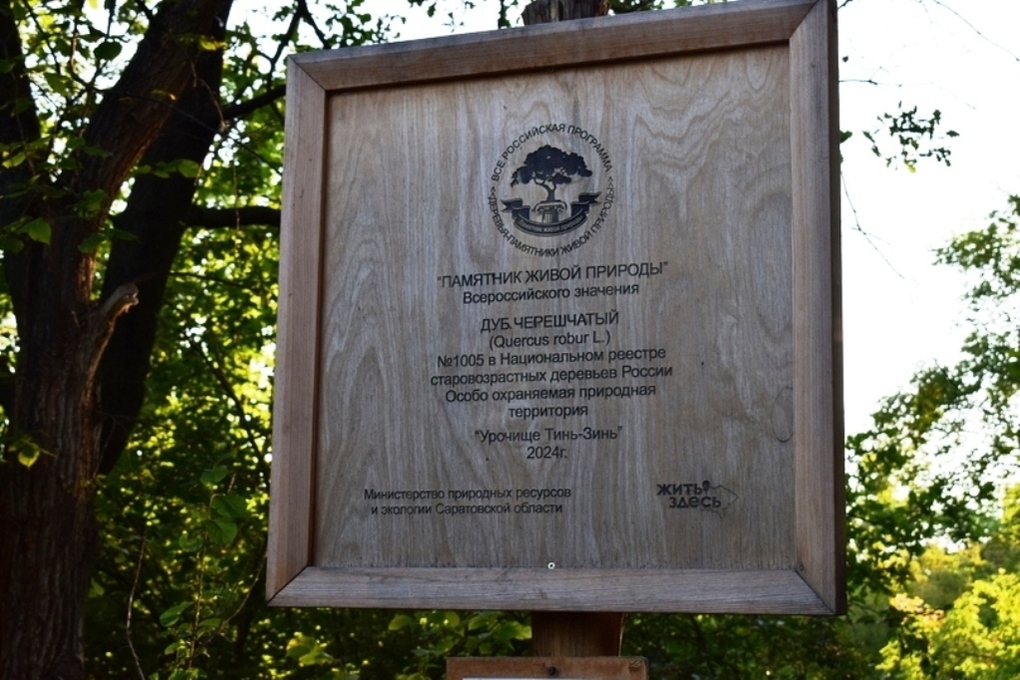 ВСЕРОССИЙСКАЯ ПРОГРАММА
«ДЕРЕВЬЯ-ПАМЯТНИКИ ЖИВОЙ ПРИРОДЫ»
"ПАМЯТНИК ЖИВОЙ ПРИРОДЫ"
Всероссийского значения
ДУБ ЧЕРЕШЧАТЫЙ
(Quercus robur L.)
№1005 в Национальном реестре
старовозрастных деревьев России
Особо охраняемая природная
территория
"Урочище Тинь-Зинь"
2024г.
Министерство природных ресурсов
и экологии Саратовской области
ЖИТЬ
ЗДЕСЬ